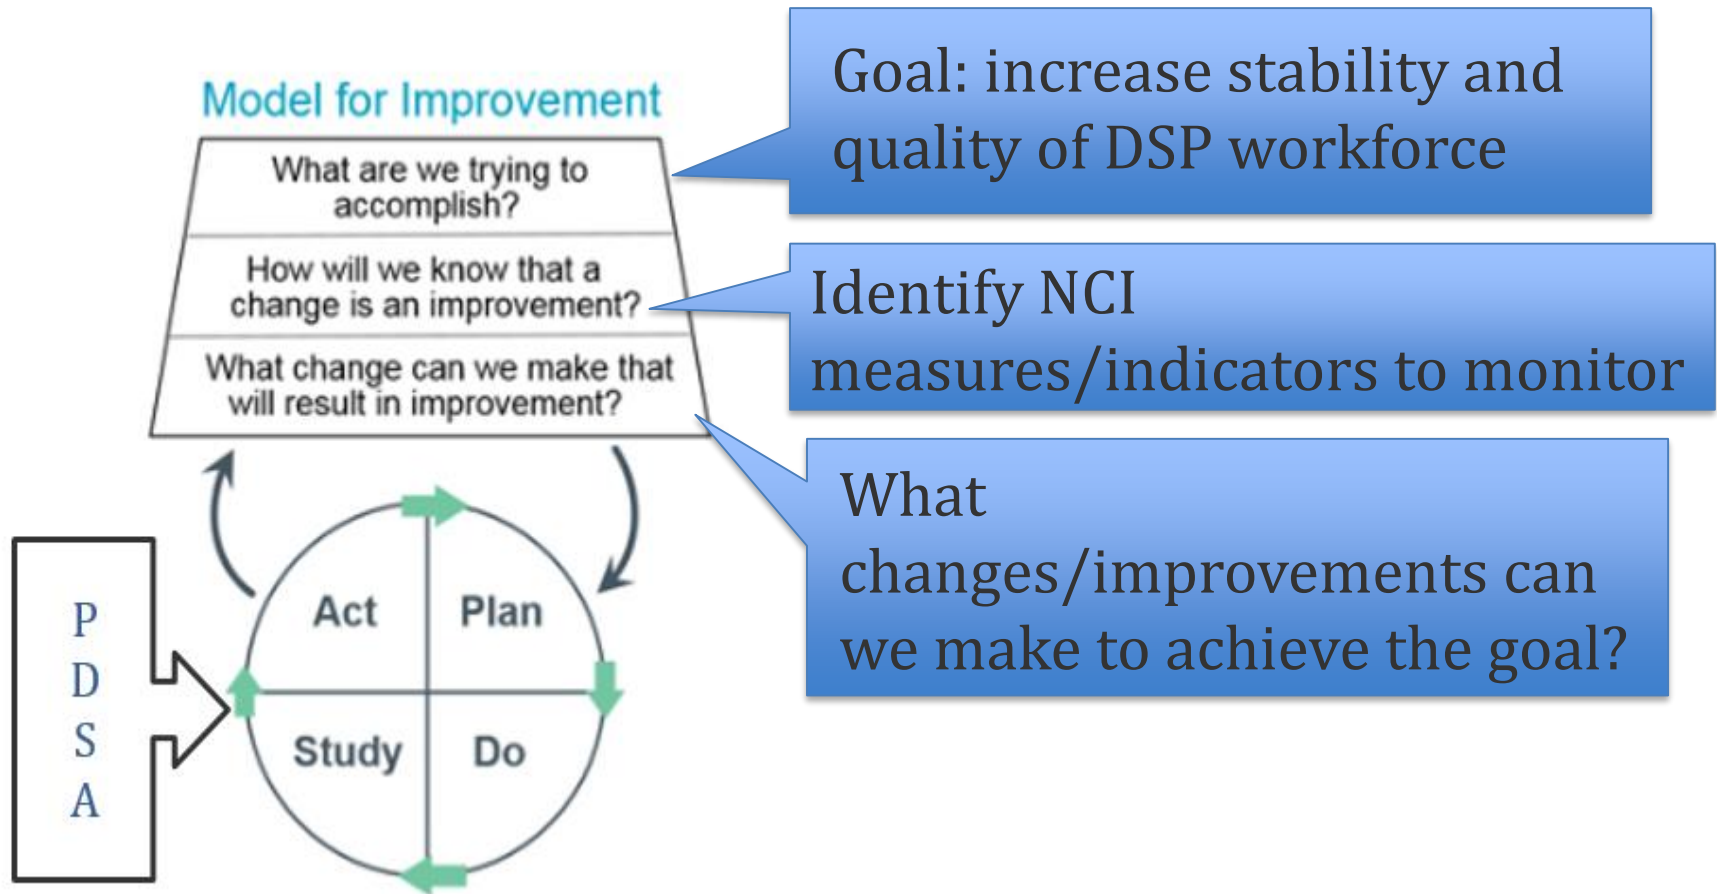 Model for Improvement
What are we trying to
accomplish?
How will we know that a
change is an improvement?
What change can we make that
will result in improvement?
Goal: increase stability and
quality of DSP workforce
Identify NCI
measures/indicators to monitor
What
changes/improvements can
we make to achieve the goal?
P
D
S
A
Act
Plan
Study
Do